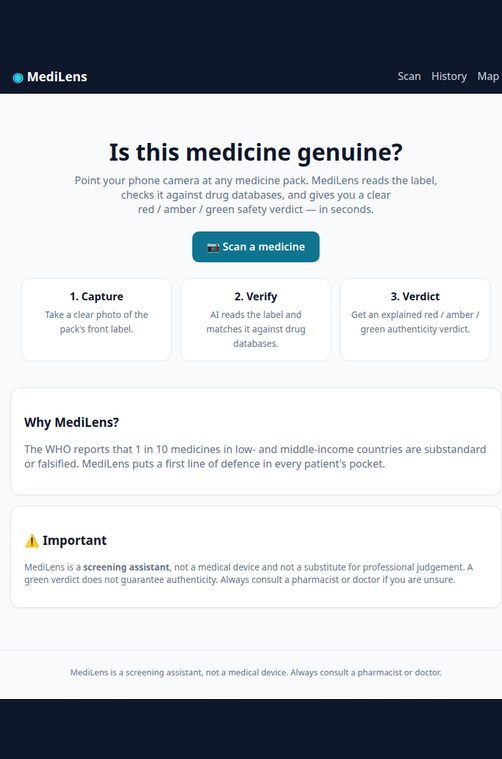 MediLens
Scan History Map
Is this medicine genuine?
Point your phone camera at any medicine pack. MediLens reads the label,
checks it against drug databases, and gives you a clear
red / amber / green safety verdict — in seconds.
📷 Scan a medicine
1. Capture
Take a clear photo of the
pack's front label.
2. Verify
AI reads the label and
matches it against drug
databases.
3. Verdict
Get an explained red / amber /
green authenticity verdict.
Why MediLens?
The WHO reports that 1 in 10 medicines in low- and middle-income countries are substandard
or falsified. MediLens puts a first line of defence in every patient's pocket.
⚠️ Important
MediLens is a screening assistant, not a medical device and not a substitute for professional judgement. A
green verdict does not guarantee authenticity. Always consult a pharmacist or doctor if you are unsure.
MediLens is a screening assistant, not a medical device. Always consult a pharmacist or doctor.